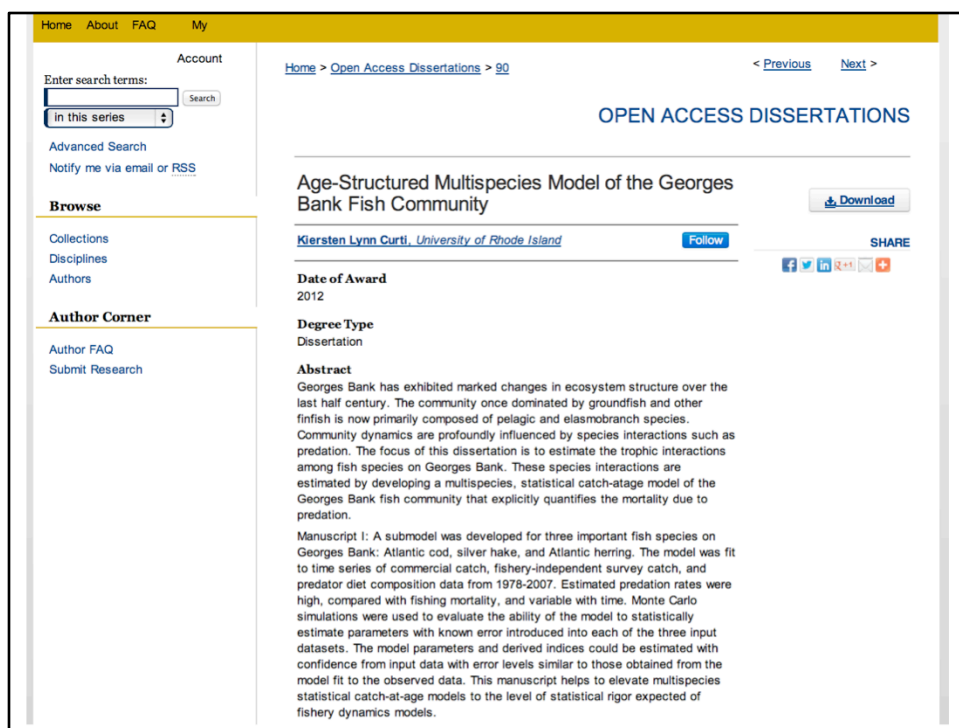 Home About FAQ My
Account
Enter search terms:
Search
in this series
Advanced Search
Notify me via email or RSS
Browse
Collections
Disciplines
Authors
Author Corner
Author FAQ
Submit Research
Home > Open Access Dissertations > 90
< Previous Next >
OPEN ACCESS DISSERTATIONS
Age-Structured Multispecies Model of the Georges
Bank Fish Community
Download
Kiersten Lynn Curti, University of Rhode Island
Follow
SHARE
Date of Award
2012
Degree Type
Dissertation
Abstract
Georges Bank has exhibited marked changes in ecosystem structure over the
last half century. The community once dominated by groundfish and other
finfish is now primarily composed of pelagic and elasmobranch species.
Community dynamics are profoundly influenced by species interactions such as
predation. The focus of this dissertation is to estimate the trophic interactions
among fish species on Georges Bank. These species interactions are
estimated by developing a multispecies, statistical catch-atage model of the
Georges Bank fish community that explicitly quantifies the mortality due to
predation.
Manuscript I: A submodel was developed for three important fish species on
Georges Bank: Atlantic cod, silver hake, and Atlantic herring. The model was fit
to time series of commercial catch, fishery-independent survey catch, and
predator diet composition data from 1978-2007. Estimated predation rates were
high, compared with fishing mortality, and variable with time. Monte Carlo
simulations were used to evaluate the ability of the model to statistically
estimate parameters with known error introduced into each of the three input
datasets. The model parameters and derived indices could be estimated with
confidence from input data with error levels similar to those obtained from the
model fit to the observed data. This manuscript helps to elevate multispecies
statistical catch-at-age models to the level of statistical rigor expected of
fishery dynamics models.